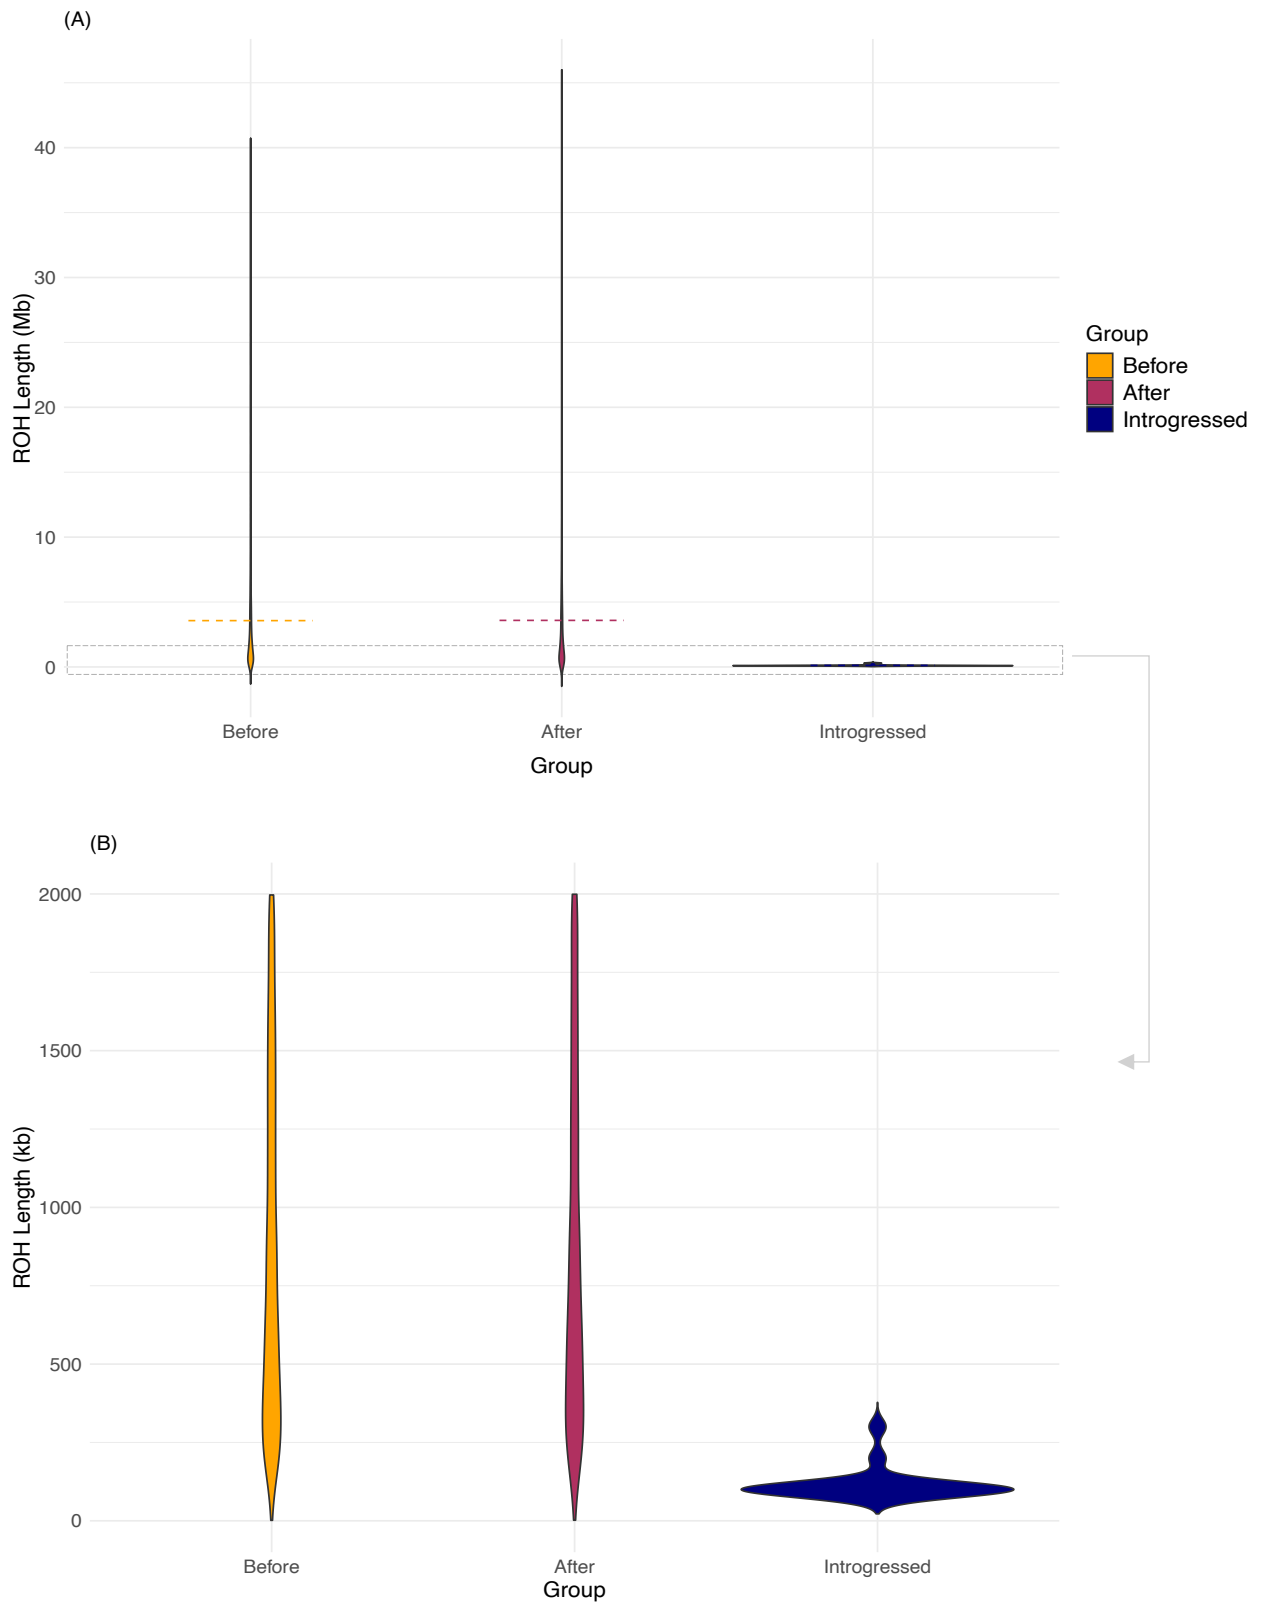 (A)
40
30
20
10
0
ROH Length (Mb)
Before
After
Introgressed
Group
Group
Before
After
Introgressed
(B)
2000
1500
1000
500
0
ROH Length (kb)
Before
After
Introgressed
Group